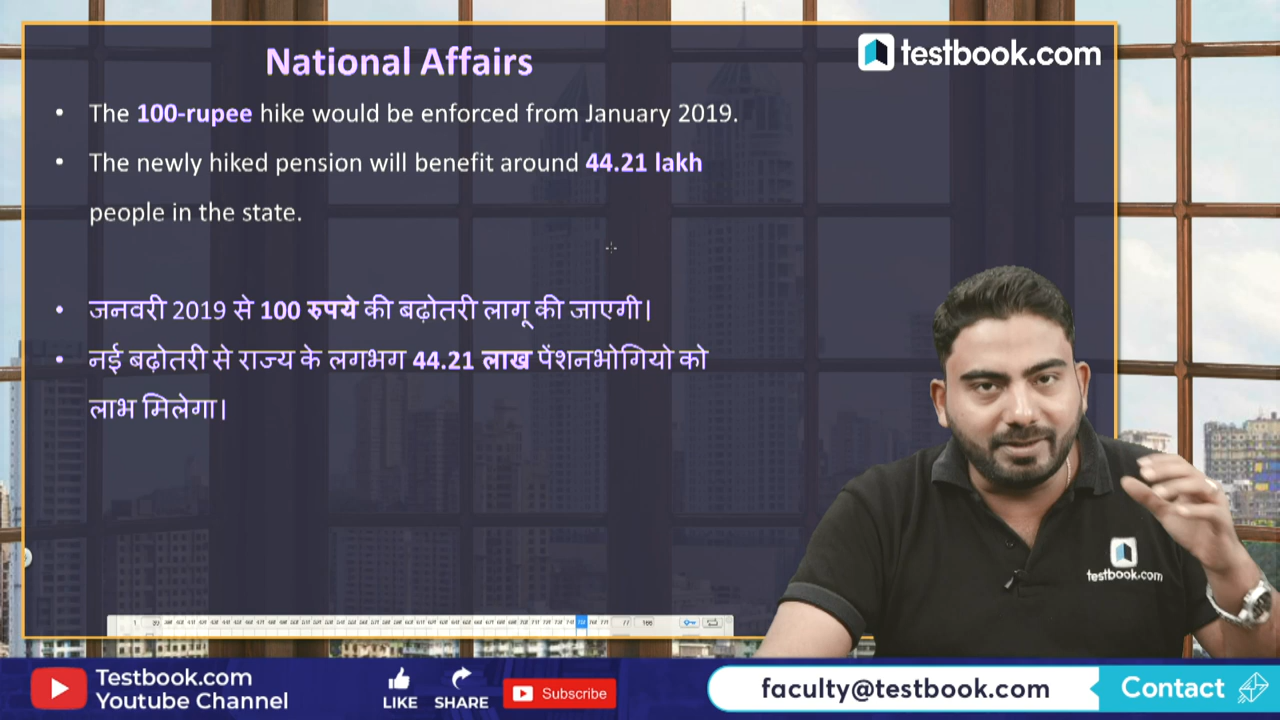 National Affairs
testbook.com
• The 100-rupee hike would be enforced from January 2019.
• The newly hiked pension will benefit around 44.21 lakh
people in the state.
• जनवरी 2019 से 100 रुपये की बढ़ोतरी लागू की जाएगी।
• नई बढ़ोतरी से राज्य के लगभग 44.21 लाख पेंशनभोगियो को
लाभ मिलेगा।
testbook.com
Testbook.com
Youtube Channel
LIKE
SHARE
Subscribe
faculty@testbook.com
Contact